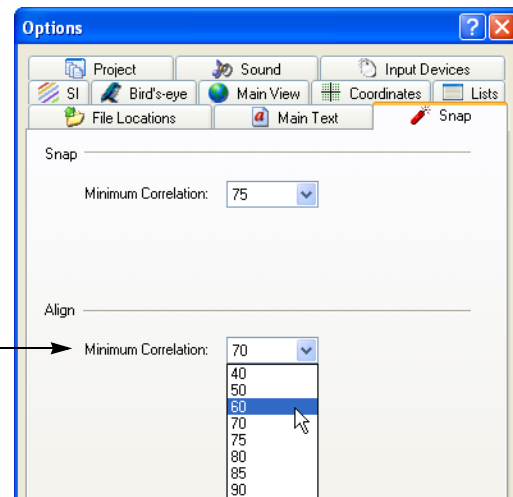 Options
Project Sound Input Devices
SI Bird's-eye Main View Coordinates Lists
File Locations a Main Text Snap
Snap
Minimum Correlation: 75
Align
Minimum Correlation: 70
40
50
60
70
75
80
85
90